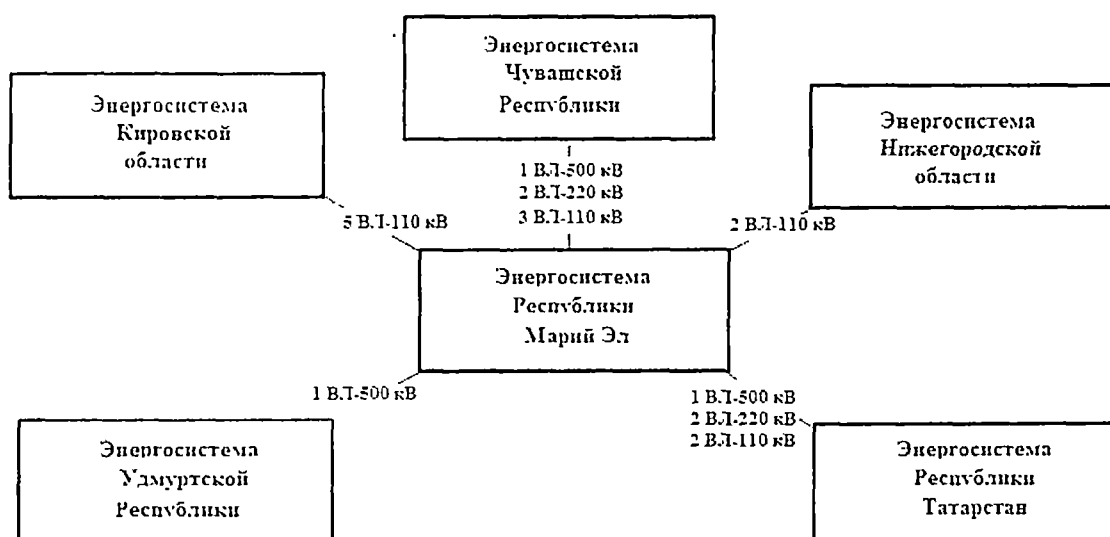 Энергосистема
Чувашской
Республики
Энергосистема
Кировской
области
Энергосистема
Нижегородской
области
1 ВЛ-500 кВ
2 ВЛ-220 кВ
3 ВЛ-110 кВ
5 ВЛ-110 кВ
2 ВЛ-110 кВ
Энергосистема
Республики
Марий Эл
1 ВЛ-500 кВ
1 ВЛ-500 кВ
2 ВЛ-220 кВ
2 ВЛ-110 кВ
Энергосистема
Удмуртской
Республики
Энергосистема
Республики
Татарстан